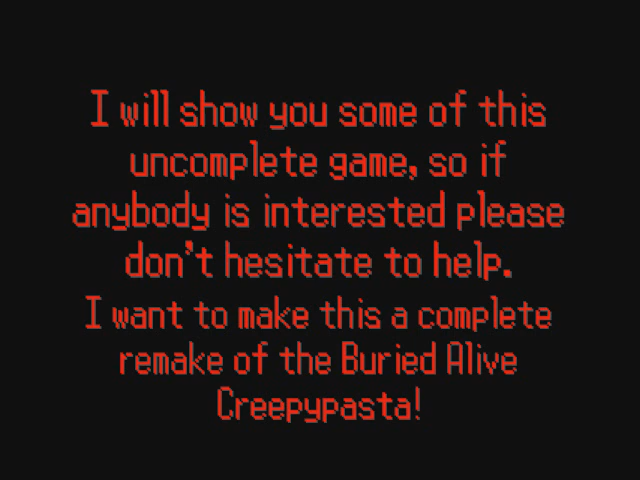 I will show you some of this
uncomplete game, so if
anybody is interested please
don't hesitate to help.
I want to make this a complete
remake of the Buried Alive
Creepypasta!